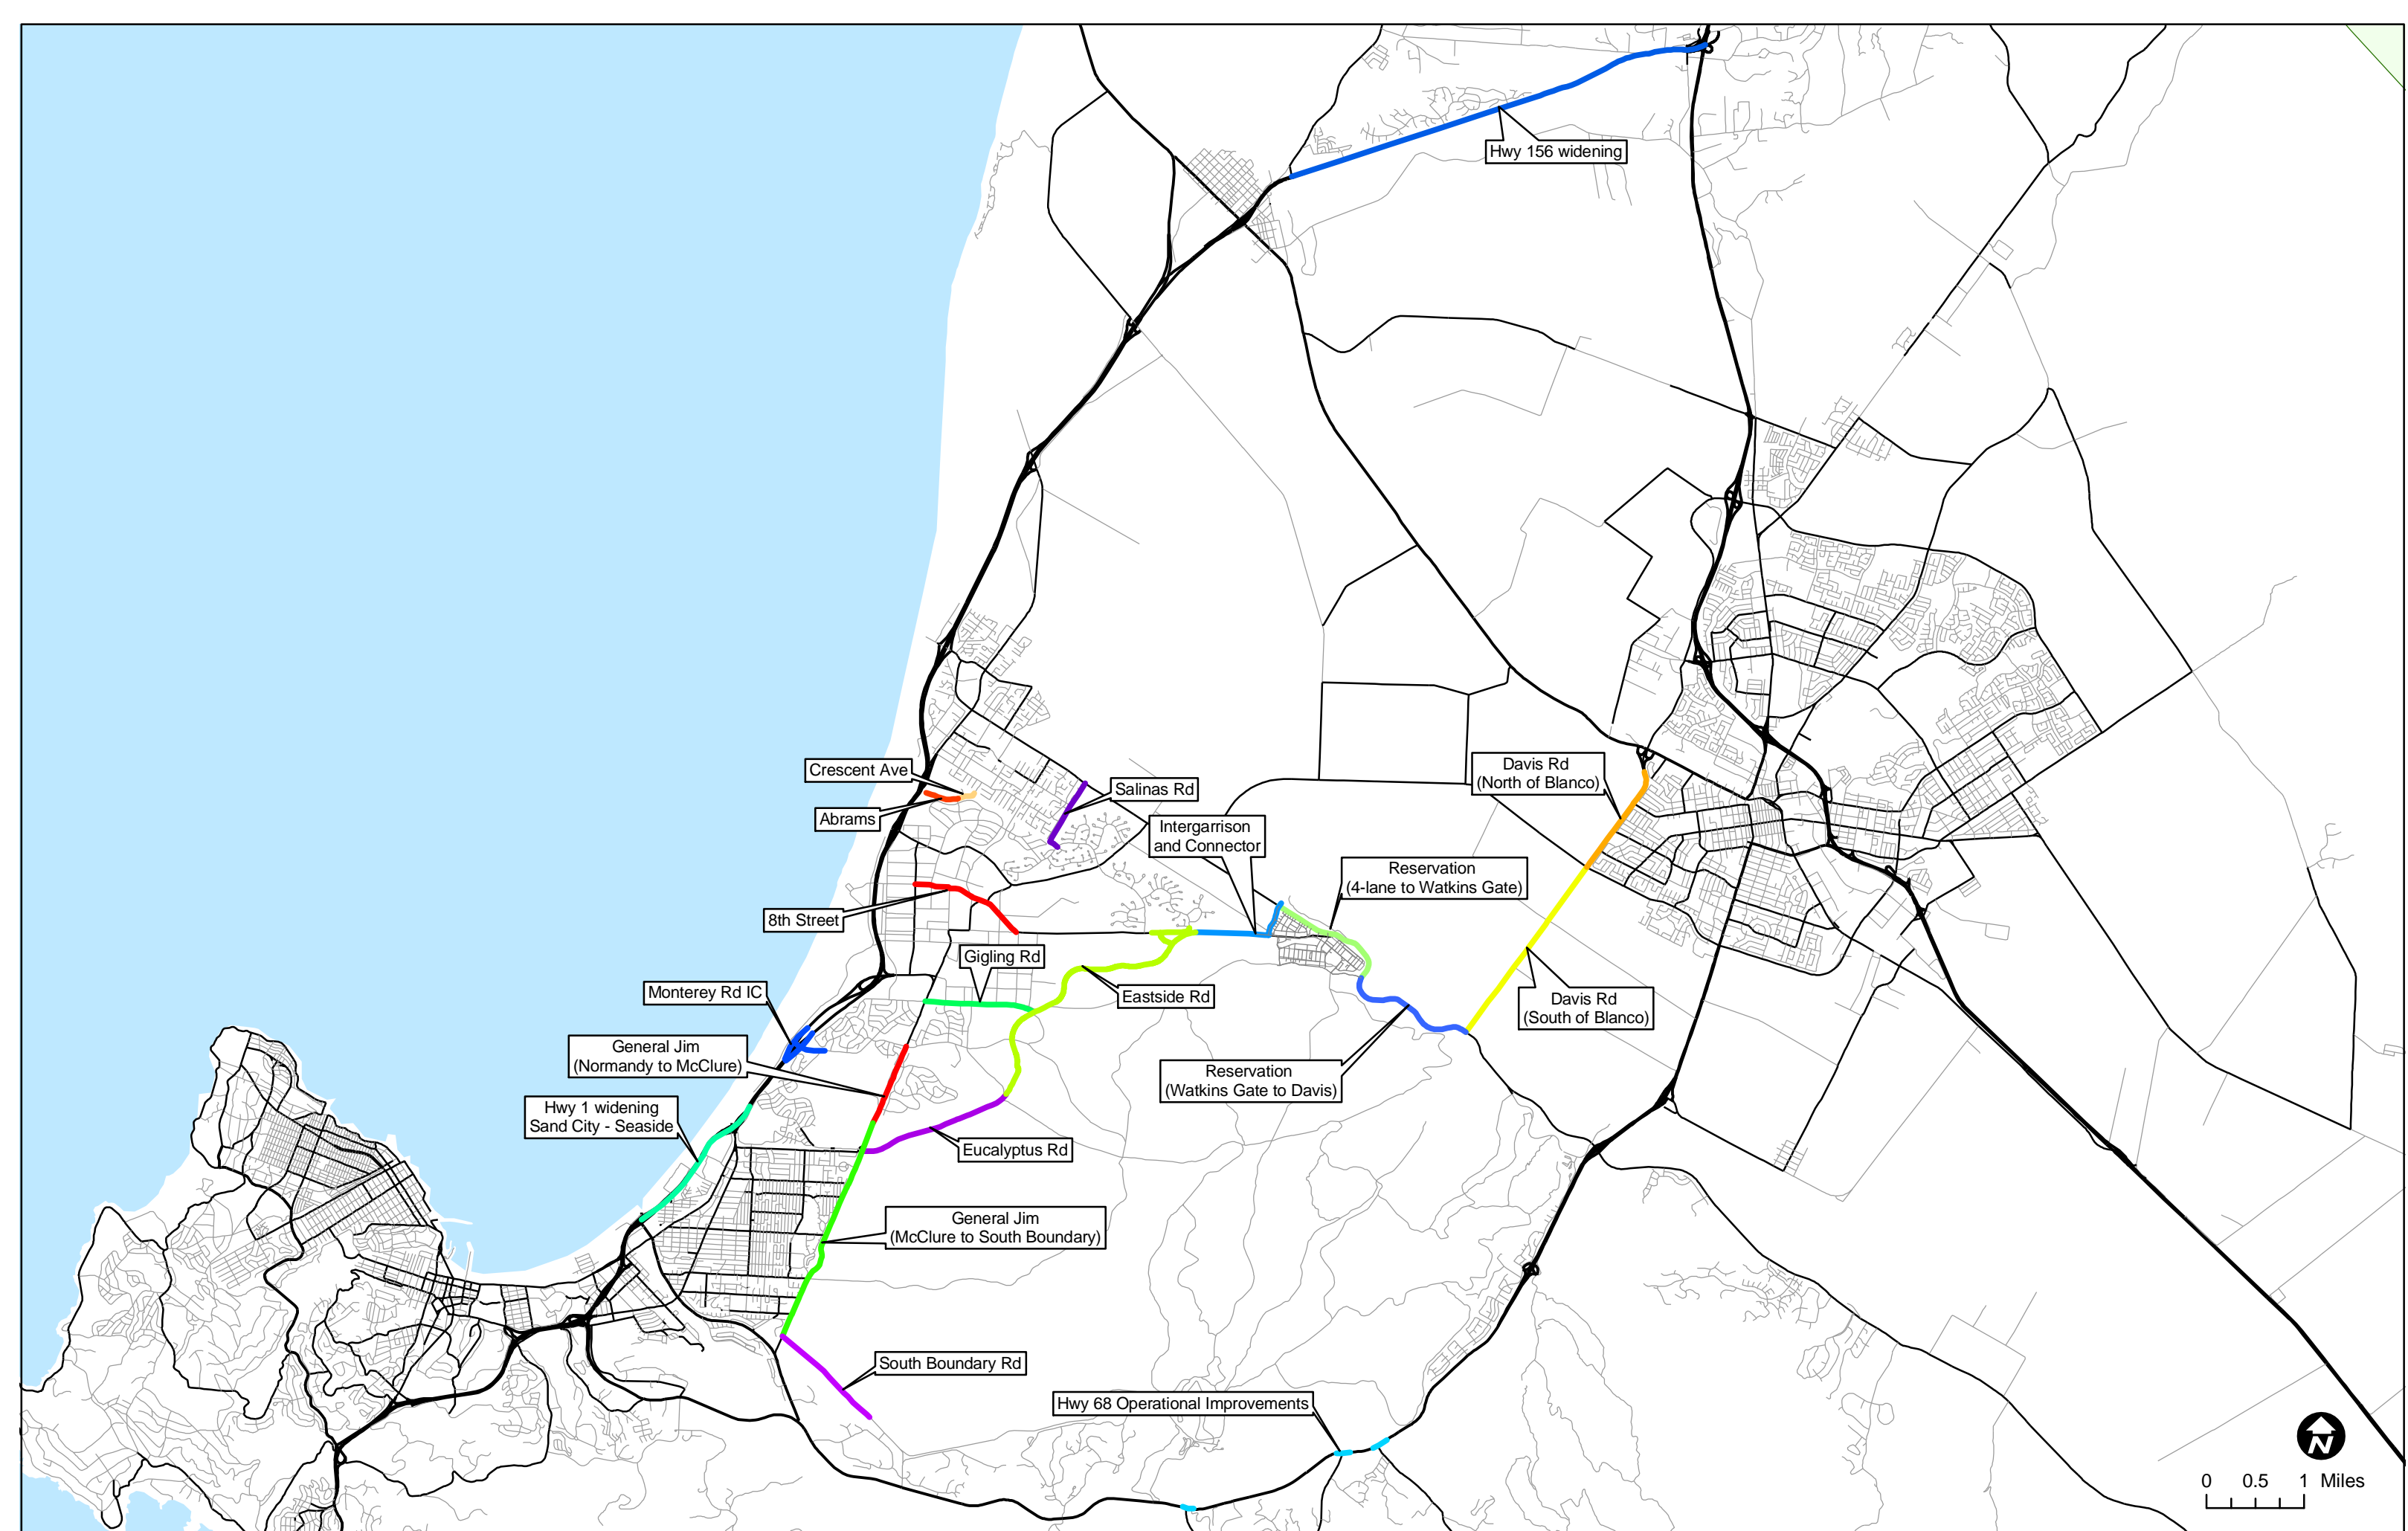 Hwy 156 widening
Crescent Ave
Abrams
Salinas Rd
Davis Rd
(North of Blanco)
Intergarrison
and Connector
Reservation
(4-lane to Watkins Gate)
8th Street
Gigling Rd
Monterey Rd IC
Eastside Rd
Davis Rd
(South of Blanco)
General Jim
(Normandy to McClure)
Reservation
(Watkins Gate to Davis)
Hwy 1 widening
Sand City - Seaside
Eucalyptus Rd
General Jim
(McClure to South Boundary)
South Boundary Rd
Hwy 68 Operational Improvements
N
0 0.5 1 Miles